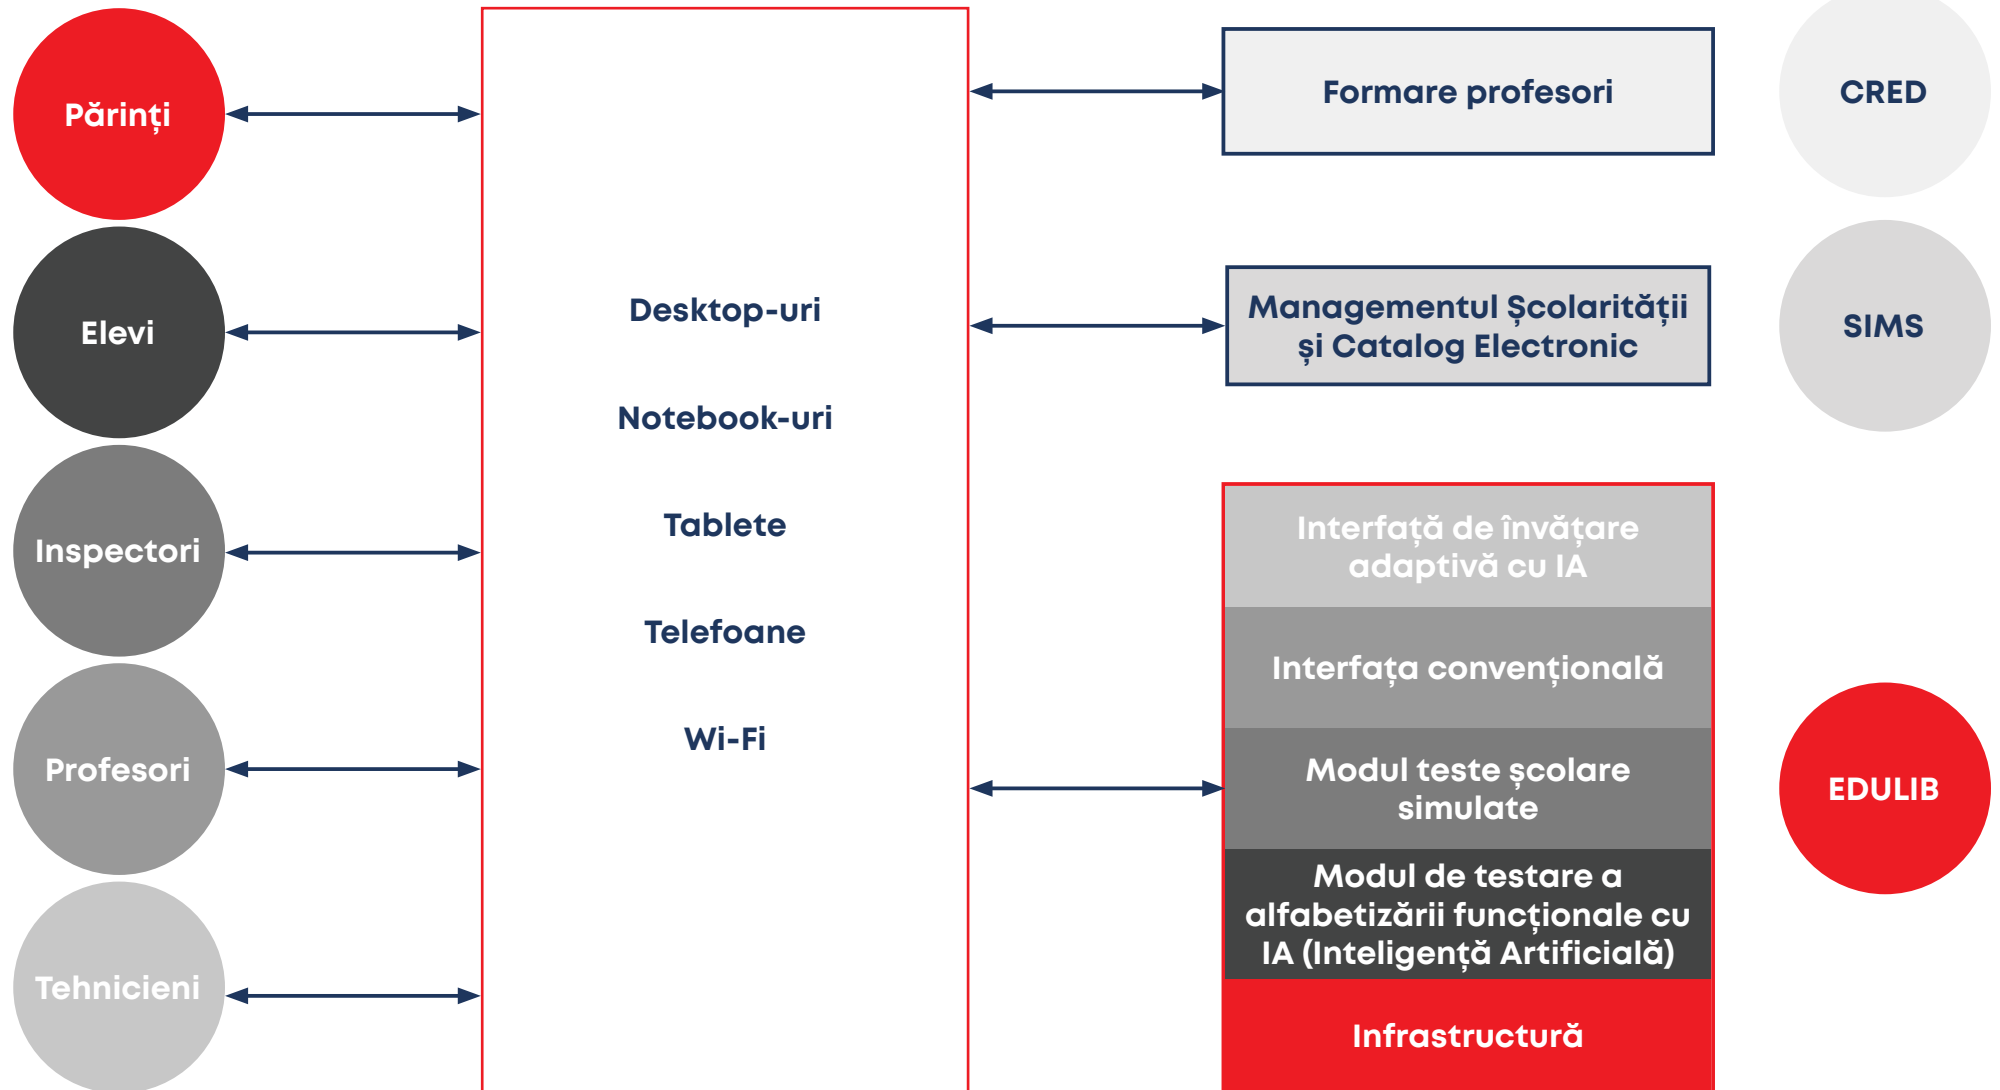 Părinți
Elevi
Inspectori
Profesori
Tehnicieni
Desktop-uri
Notebook-uri
Tablete
Telefoane
Wi-Fi
Formare profesori
Managementul Școlarității
și Catalog Electronic
Interfață de învățare
adaptivă cu IA
Interfața convențională
Modul teste școlare
simulate
Modul de testare a
alfabetizării funcționale cu
IA (Inteligență Artificială)
Infrastructură
CRED
SIMS
EDULIB